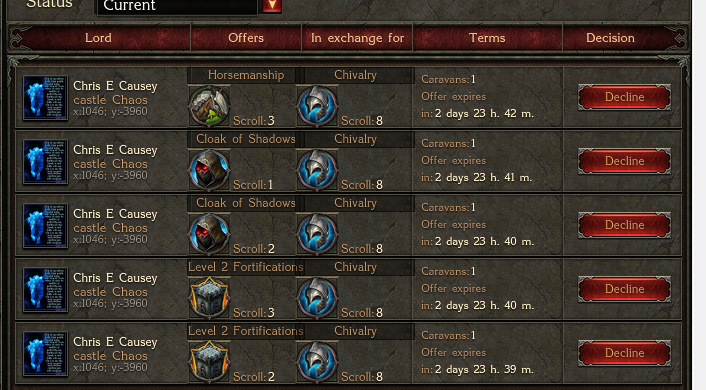 Status Current
Lord Offers In exchange for Terms Decision
Horsemanship Chivalry
Chris E Causey
castle Chaos
x:1046; y:-3960
Scroll:3 Scroll:8
Caravans:1
Offer expires
in: 2 days 23 h. 42 m.
Decline
Cloak of Shadows Chivalry
Chris E Causey
castle Chaos
x:1046; y:-3960
Scroll:1 Scroll:8
Caravans:1
Offer expires
in: 2 days 23 h. 41 m.
Decline
Cloak of Shadows Chivalry
Chris E Causey
castle Chaos
x:1046; y:-3960
Scroll:2 Scroll:8
Caravans:1
Offer expires
in: 2 days 23 h. 40 m.
Decline
Level 2 Fortifications Chivalry
Chris E Causey
castle Chaos
x:1046; y:-3960
Scroll:3 Scroll:8
Caravans:1
Offer expires
in: 2 days 23 h. 40 m.
Decline
Level 2 Fortifications Chivalry
Chris E Causey
castle Chaos
x:1046; y:-3960
Scroll:2 Scroll:8
Caravans:1
Offer expires
in: 2 days 23 h. 39 m.
Decline